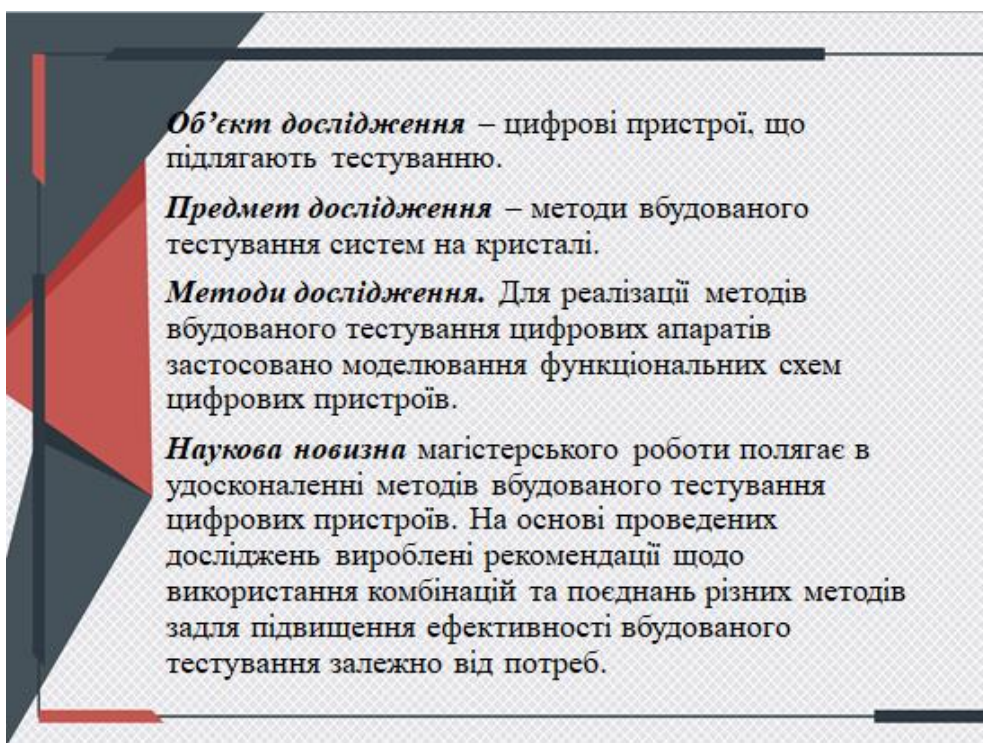 Об’єкт дослідження – цифрові пристрої, що
підлягають тестуванню.
Предмет дослідження – методи вбудованого
тестування систем на кристалі.
Методи дослідження. Для реалізації методів
вбудованого тестування цифрових апаратів
застосовано моделювання функціональних схем
цифрових пристроїв.
Наукова новизна магістерського роботи полягає в
удосконаленні методів вбудованого тестування
цифрових пристроїв. На основі проведених
досліджень вироблені рекомендації щодо
використання комбінацій та поєднань різних методів
задля підвищення ефективності вбудованого
тестування залежно від потреб.